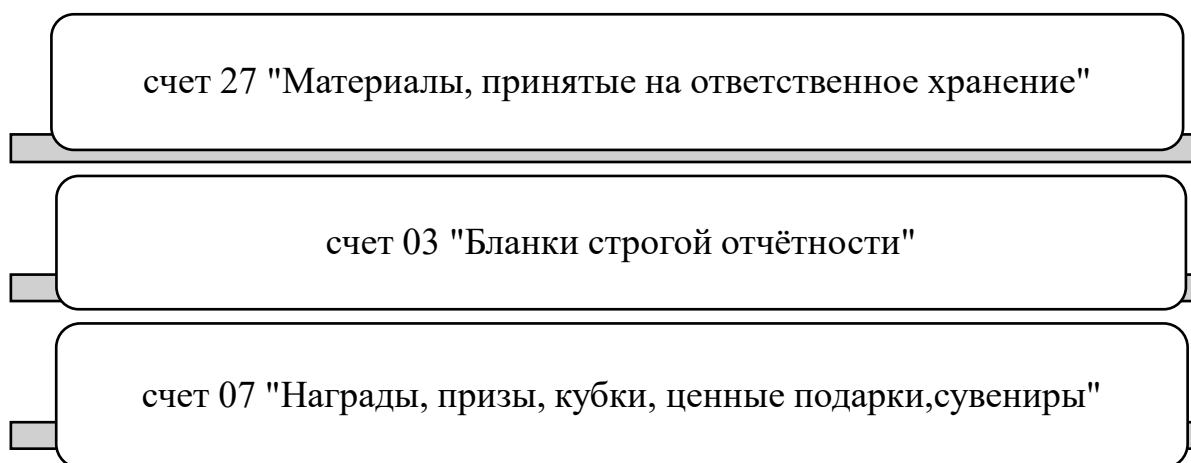 счет 27 "Материалы, принятые на ответственное хранение"
счет 03 "Бланки строгой отчётности"
счет 07 "Награды, призы, кубки, ценные подарки,сувениры"